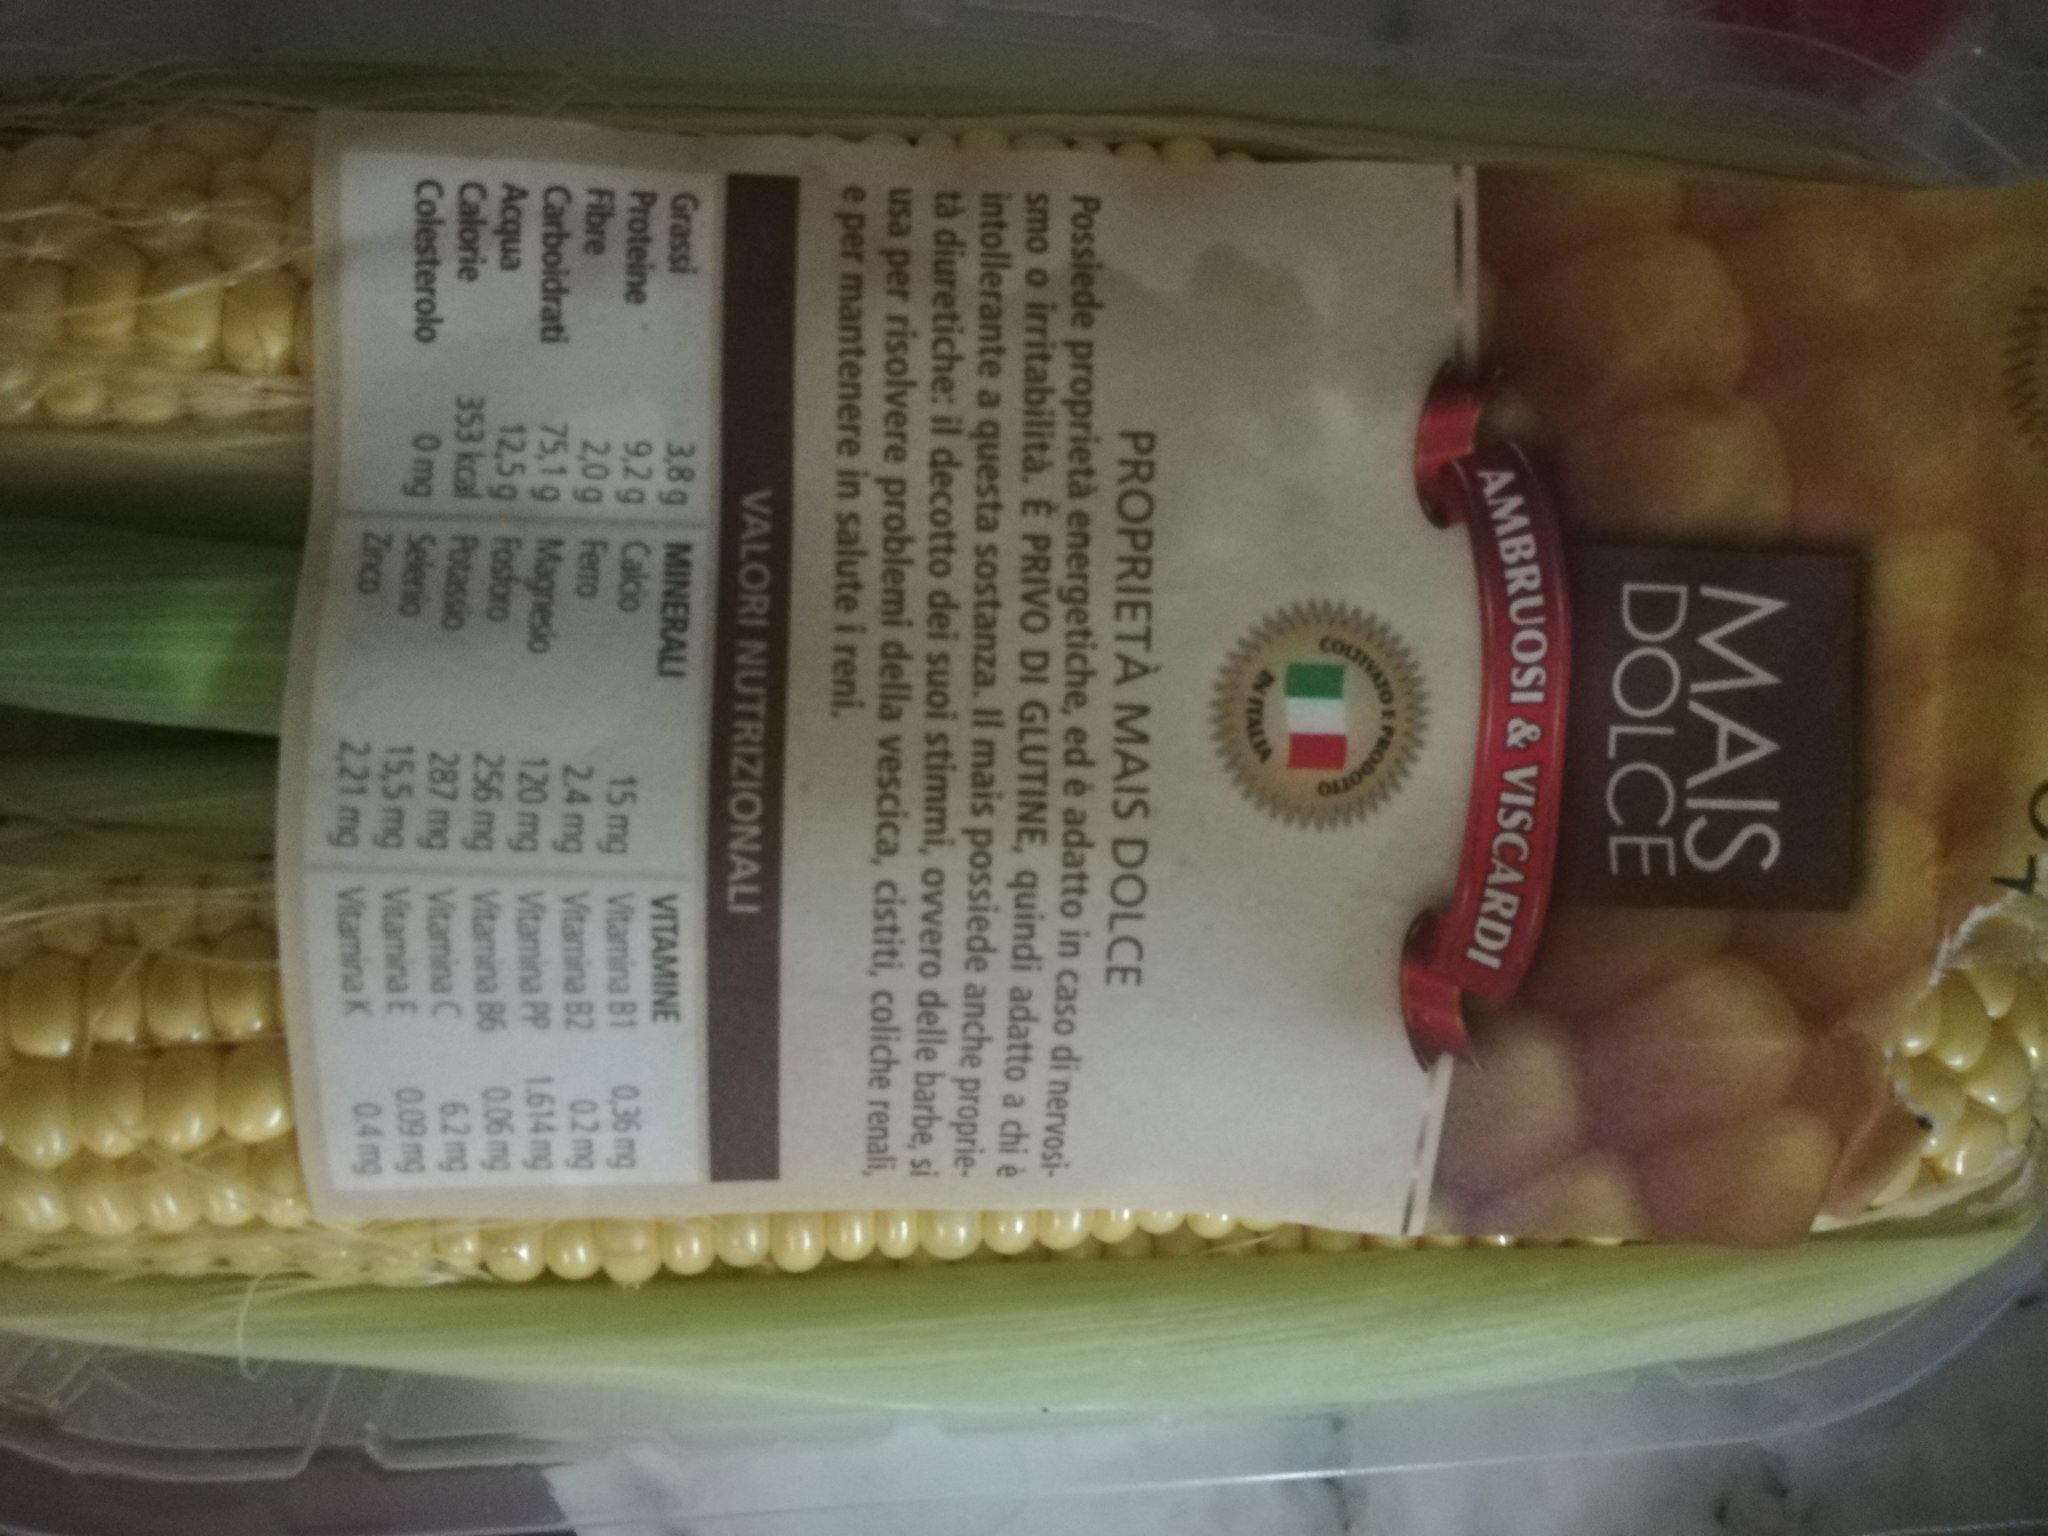 MAIS
DOLCE
AMBRUOSI & VISCARDI
COLTIVATO E PRODOTTO
IN ITALIA
PROPRIETÀ MAIS DOLCE
Possiede proprietà energetiche, ed è adatto in caso di nervosi-
smo o irritabilità. È PRIVO DI GLUTINE, quindi adatto a chi è
intollerante a questa sostanza. Il mais possiede anche proprie-
tà diuretiche: il decotto dei suoi stimmi, ovvero delle barbe, si
usa per risolvere problemi della vescica, cistiti, coliche renali,
e per mantenere in salute i reni.
VALORI NUTRIZIONALI
Grassi 3,8 g
Proteine 9,2 g
Fibre 2,0 g
Carboidrati 75,1 g
Acqua 12,5 g
Calorie 353 kcal
Colesterolo 0 mg
MINERALI
Calcio 15 mg
Ferro 2,4 mg
Magnesio 120 mg
Fosforo 256 mg
Potassio 287 mg
Selenio 15,5 mg
Zinco 2,21 mg
VITAMINE
Vitamina B1 0,36 mg
Vitamina B2 0.2 mg
Vitamina PP 1.614 mg
Vitamina B6 0.06 mg
Vitamina C 6.2 mg
Vitamina E 0.09 mg
Vitamina K 0.4 mg